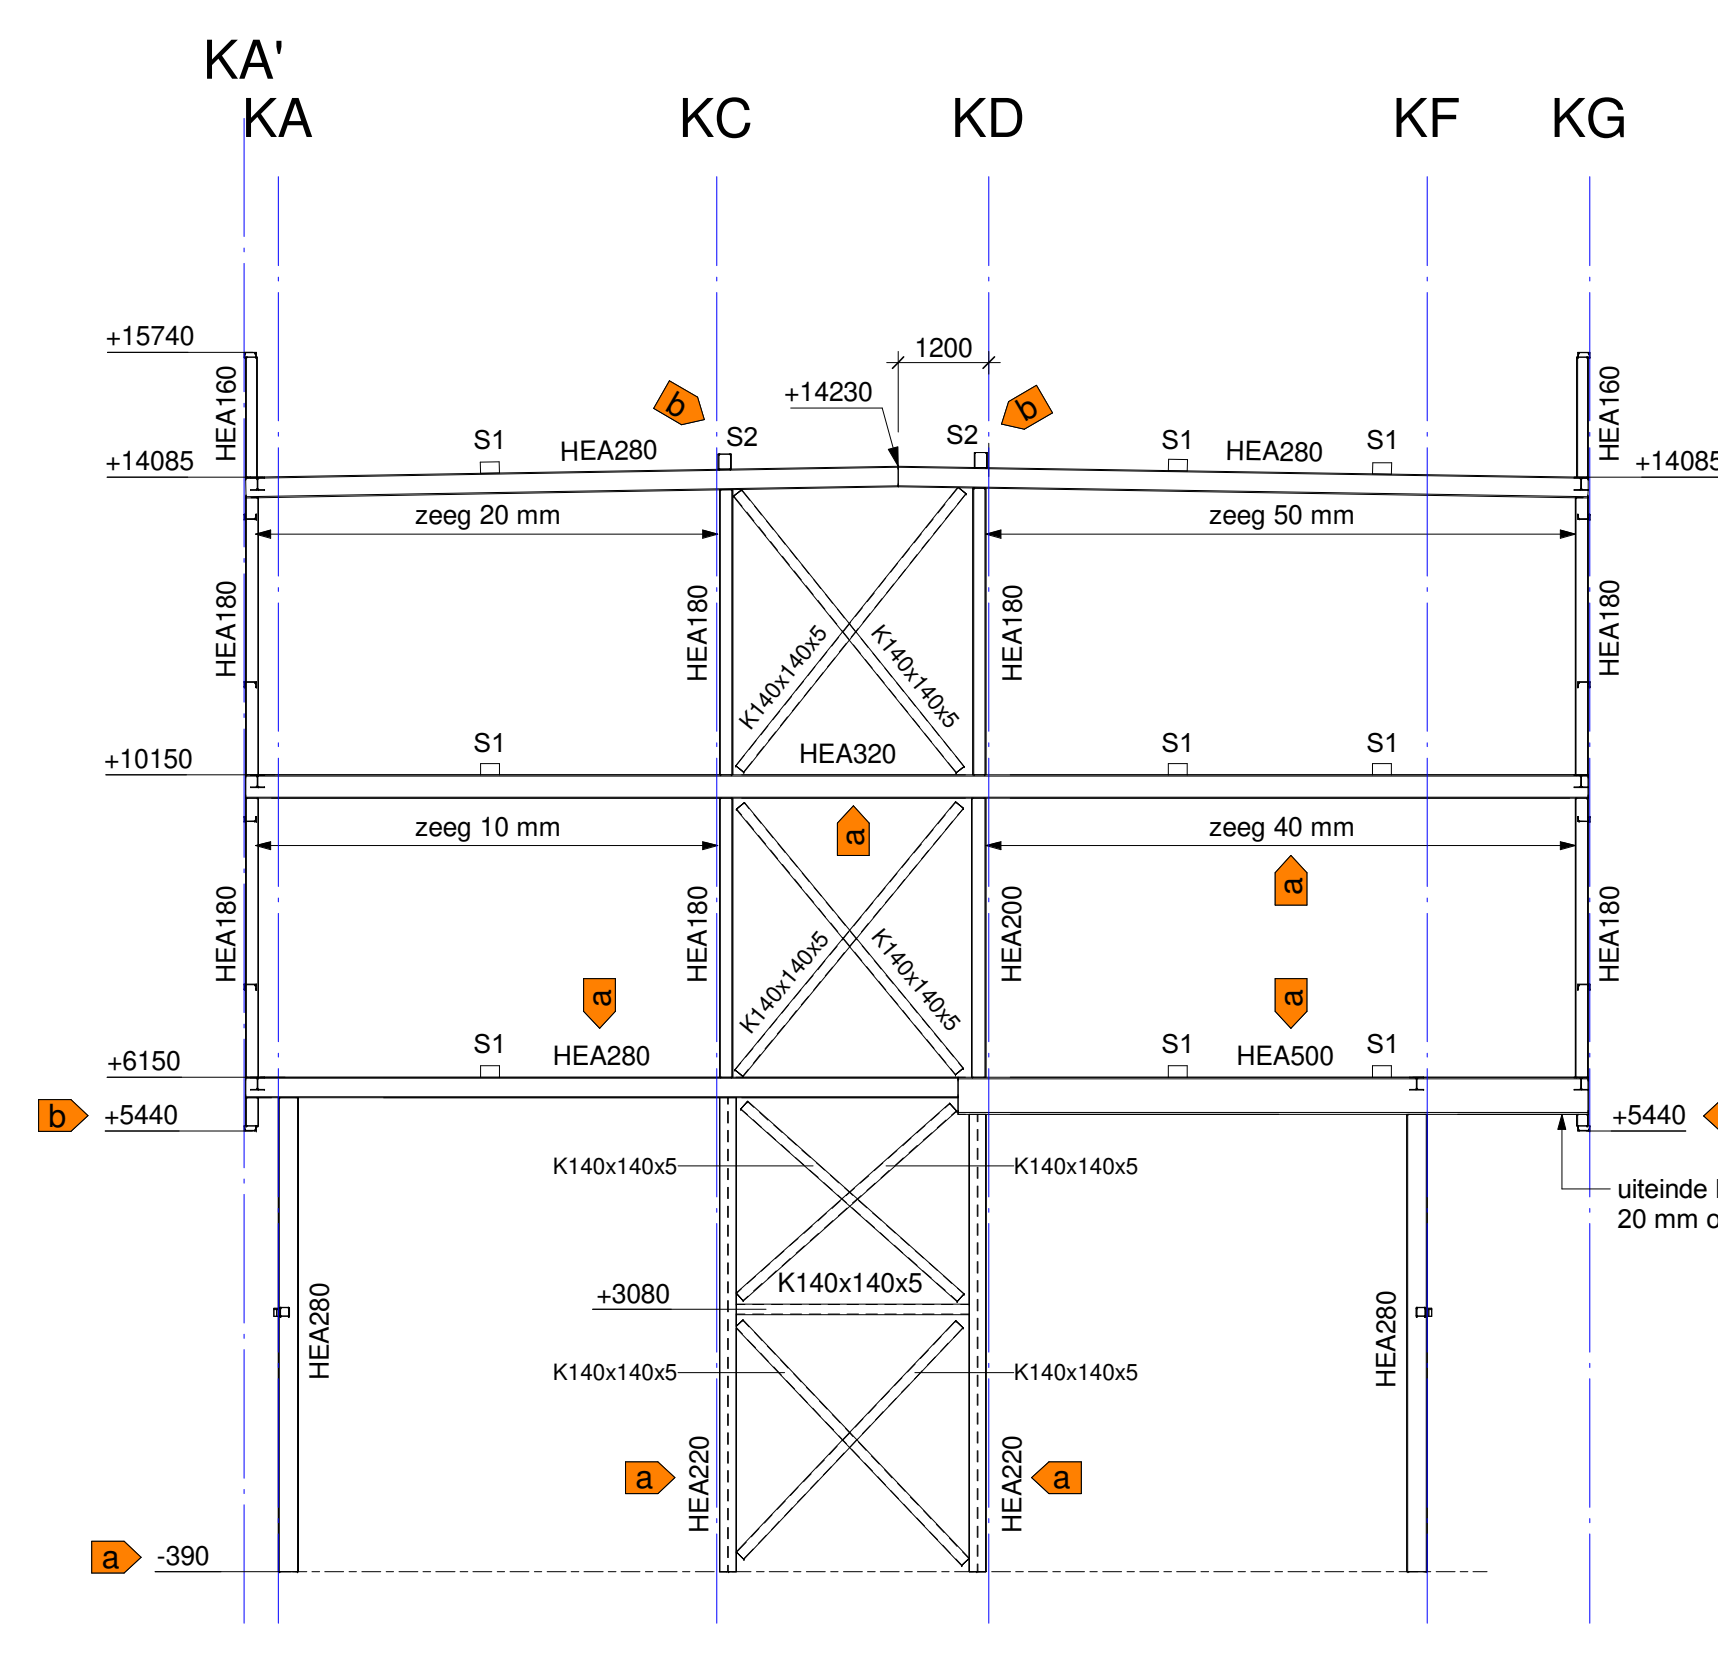 KA'
KA
KC
KD
KF
KG
+15740
1200
+14230
HEA160
HEA160
b
b
S1
HEA280
S2
S2
S1
HEA280
S1
+14085
+14085
zeeg 20 mm
zeeg 50 mm
HEA180
HEA180
K140x140x5
K140x140x5
HEA180
HEA180
+10150
S1
HEA320
S1
S1
a
zeeg 10 mm
zeeg 40 mm
a
HEA180
HEA180
K140x140x5
K140x140x5
HEA200
HEA180
a
a
+6150
S1
HEA280
S1
HEA500
S1
b
+5440
+5440
K140x140x5
K140x140x5
uiteinde
20 mm o
+3080
K140x140x5
HEA280
HEA280
K140x140x5
K140x140x5
a
HEA220
HEA220
a
a
-390